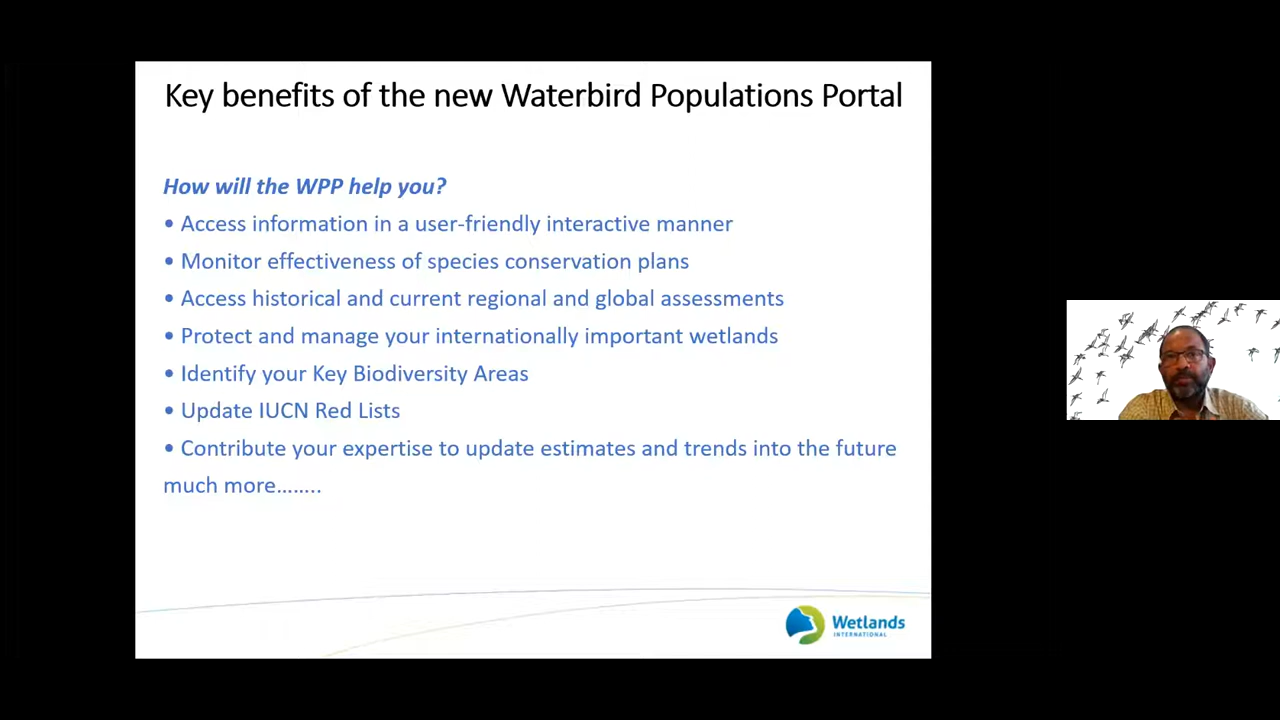 Key benefits of the new Waterbird Populations Portal
How will the WPP help you?
• Access information in a user-friendly interactive manner
• Monitor effectiveness of species conservation plans
• Access historical and current regional and global assessments
• Protect and manage your internationally important wetlands
• Identify your Key Biodiversity Areas
• Update IUCN Red Lists
• Contribute your expertise to update estimates and trends into the future
much more……..
Wetlands
INTERNATIONAL